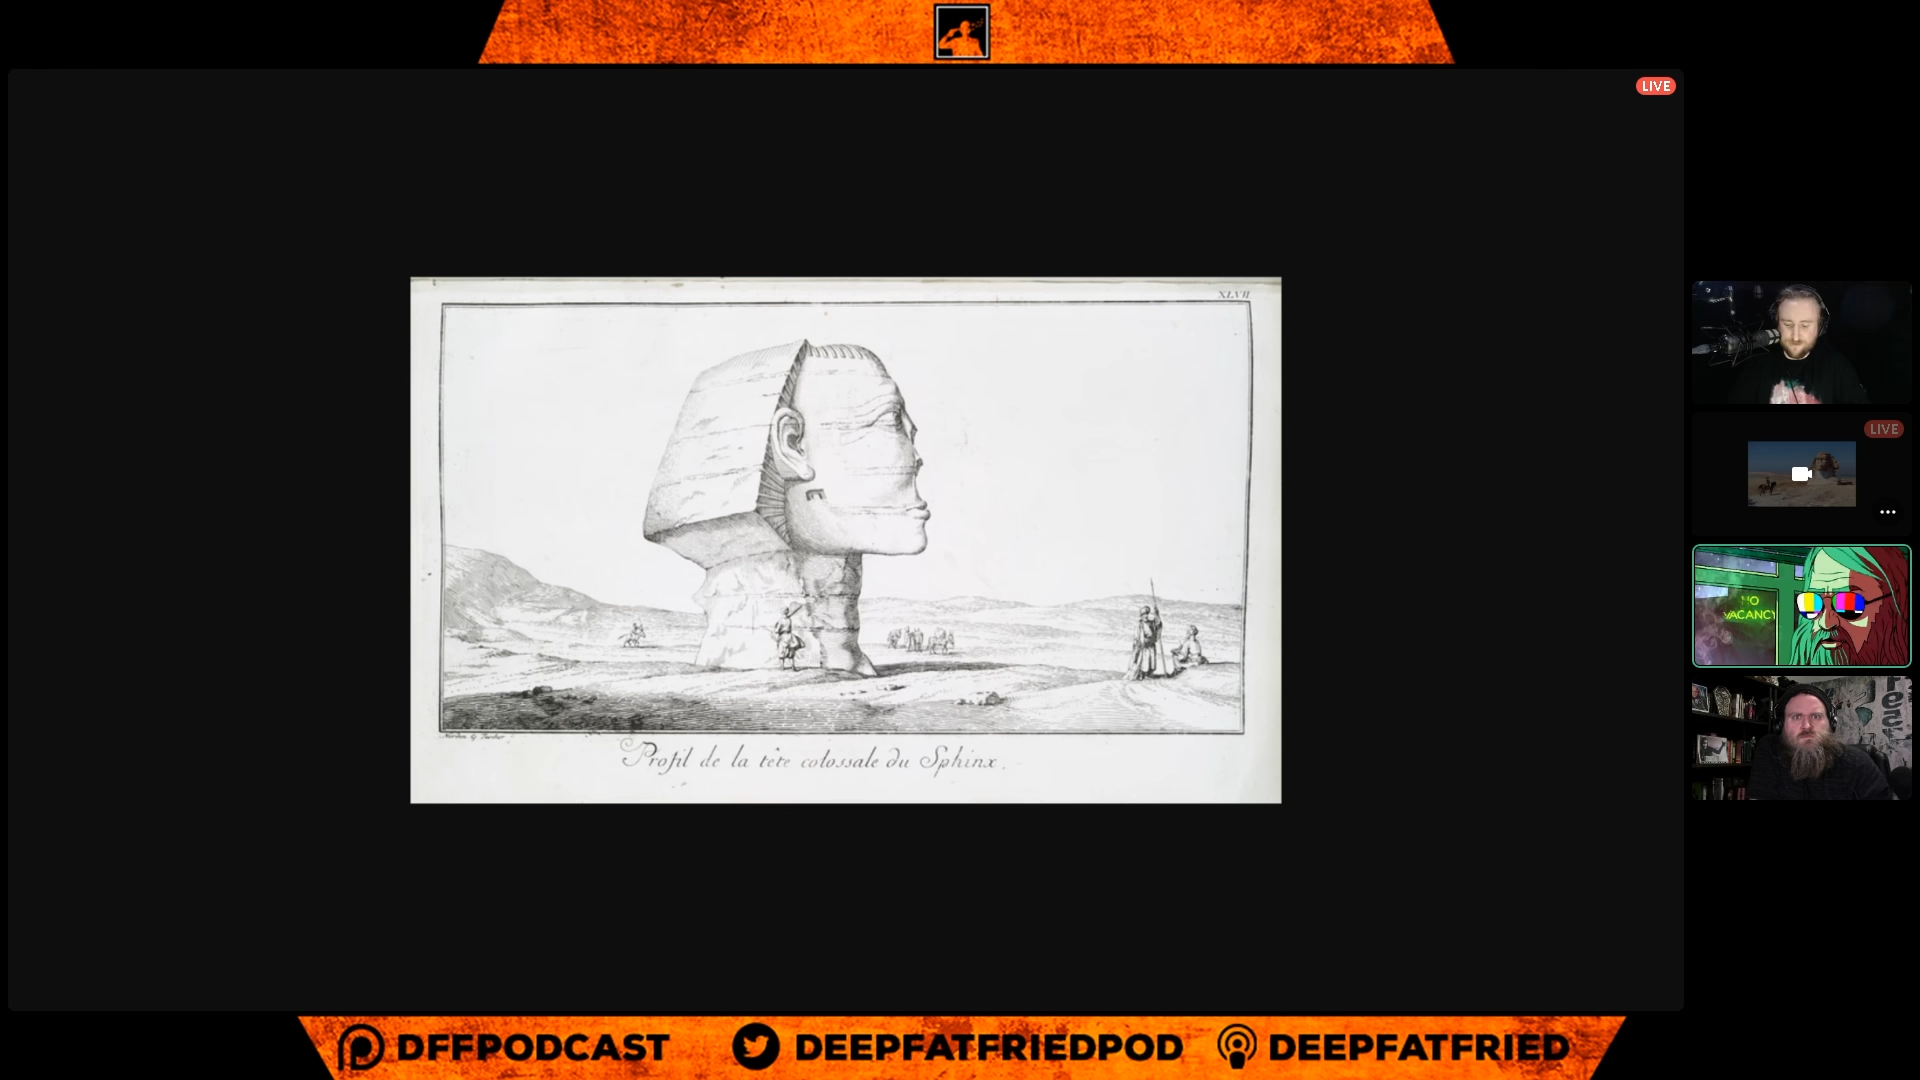 LIVE
XLVII
LIVE
NO
VACANCY
Profil de la tête colossale du Sphinx.
DFFPODCAST
DEEPFATFRIEDPOD
DEEPFATFRIED